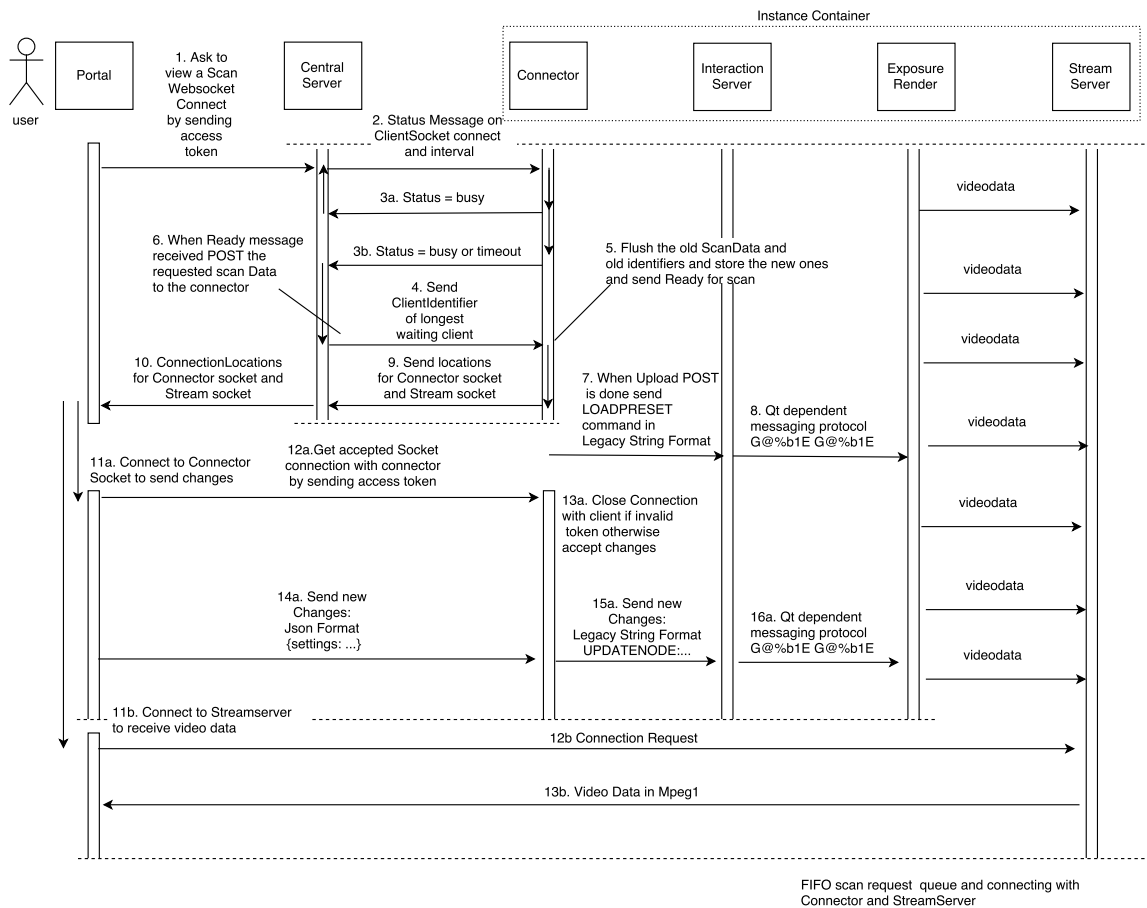 Instance Container
Portal
Central
Server
Connector
Interaction
Server
Exposure
Render
Stream
Server
user
1. Ask to
view a Scan
Websocket
Connect
by sending
access
token
2. Status Message on
ClientSocket connect
and interval
3a. Status = busy
3b. Status = busy or timeout
6. When Ready message
received POST the
requested scan Data
to the connector
4. Send
ClientIdentifier
of longest
waiting client
5. Flush the old ScanData and
old identifiers and store the new ones
and send Ready for scan
10. ConnectionLocations
for Connector socket and
Stream socket
9. Send locations
for Connector socket
and Stream socket
7. When Upload POST
is done send
LOADPRESET
command in
Legacy String Format
8. Qt dependent
messaging protocol
G@%b1E G@%b1E
videodata
videodata
videodata
videodata
videodata
videodata
videodata
11a. Connect to Connector
Socket to send changes
12a.Get accepted Socket
connection with connector
by sending access token
13a. Close Connection
with client if invalid
token otherwise
accept changes
14a. Send new
Changes:
Json Format
{settings: ...}
15a. Send new
Changes:
Legacy String Format
UPDATENODE:...
16a. Qt dependent
messaging protocol
G@%b1E G@%b1E
11b. Connect to Streamserver
to receive video data
12b Connection Request
13b. Video Data in Mpeg1
FIFO scan request queue and connecting with
Connector and StreamServer